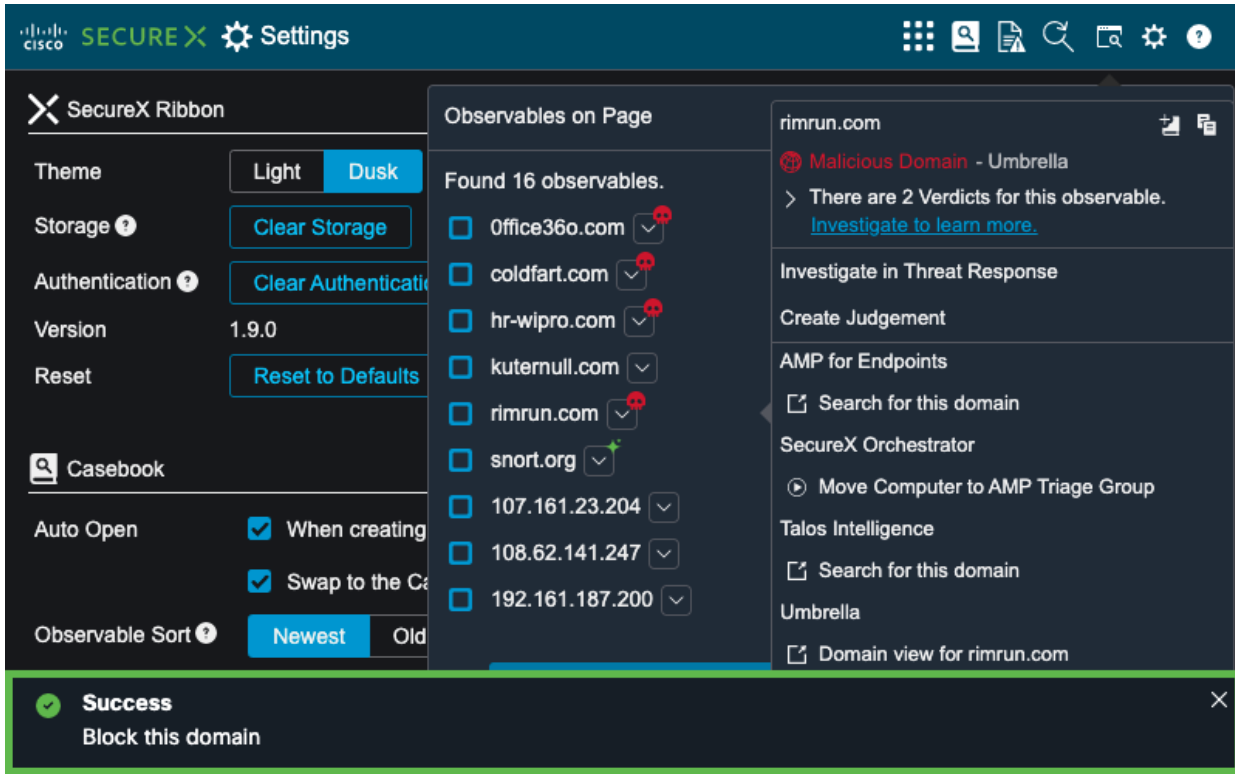 cisco SECURE X Settings
SecureX Ribbon
Theme
Light
Dusk
Storage ?
Clear Storage
Authentication ?
Clear Authenticatio
Version
1.9.0
Reset
Reset to Defaults
Casebook
Auto Open
When creating
Swap to the Ca
Observable Sort ?
Newest
Old
Observables on Page
Found 16 observables.
0ffice36o.com
coldfart.com
hr-wipro.com
kuternull.com
rimrun.com
snort.org
107.161.23.204
108.62.141.247
192.161.187.200
rimrun.com
Malicious Domain - Umbrella
There are 2 Verdicts for this observable.
Investigate to learn more.
Investigate in Threat Response
Create Judgement
AMP for Endpoints
Search for this domain
SecureX Orchestrator
Move Computer to AMP Triage Group
Talos Intelligence
Search for this domain
Umbrella
Domain view for rimrun.com
Success
Block this domain